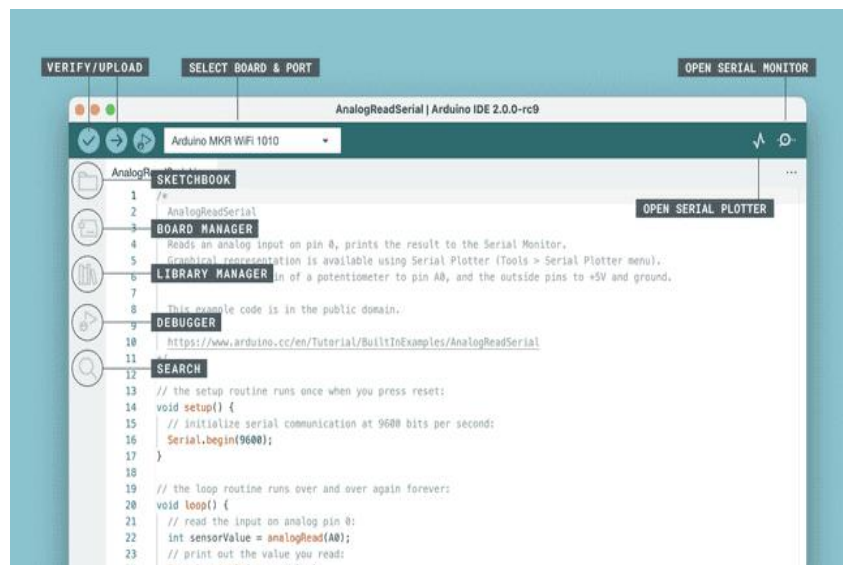 VERIFY/UPLOAD
SELECT BOARD & PORT
OPEN SERIAL MONITOR
AnalogReadSerial | Arduino IDE 2.0.0-rc9
Arduino MKR WiFi 1010
SKETCHBOOK
OPEN SERIAL PLOTTER
BOARD MANAGER
LIBRARY MANAGER
DEBUGGER
SEARCH
1 /*
2 AnalogReadSerial
3
4 Reads an analog input on pin 0, prints the result to the Serial Monitor.
5 Graphical representation is available using Serial Plotter (Tools > Serial Plotter menu).
6 of a potentiometer to pin A0, and the outside pins to +5V and ground.
7
8 This example code is in the public domain.
9
10 https://www.arduino.cc/en/Tutorial/BuiltInExamples/AnalogReadSerial
11 */
12
13 // the setup routine runs once when you press reset:
14 void setup() {
15 // initialize serial communication at 9600 bits per second:
16 Serial.begin(9600);
17 }
18
19 // the loop routine runs over and over again forever:
20 void loop() {
21 // read the input on analog pin 0:
22 int sensorValue = analogRead(A0);
23 // print out the value you read: